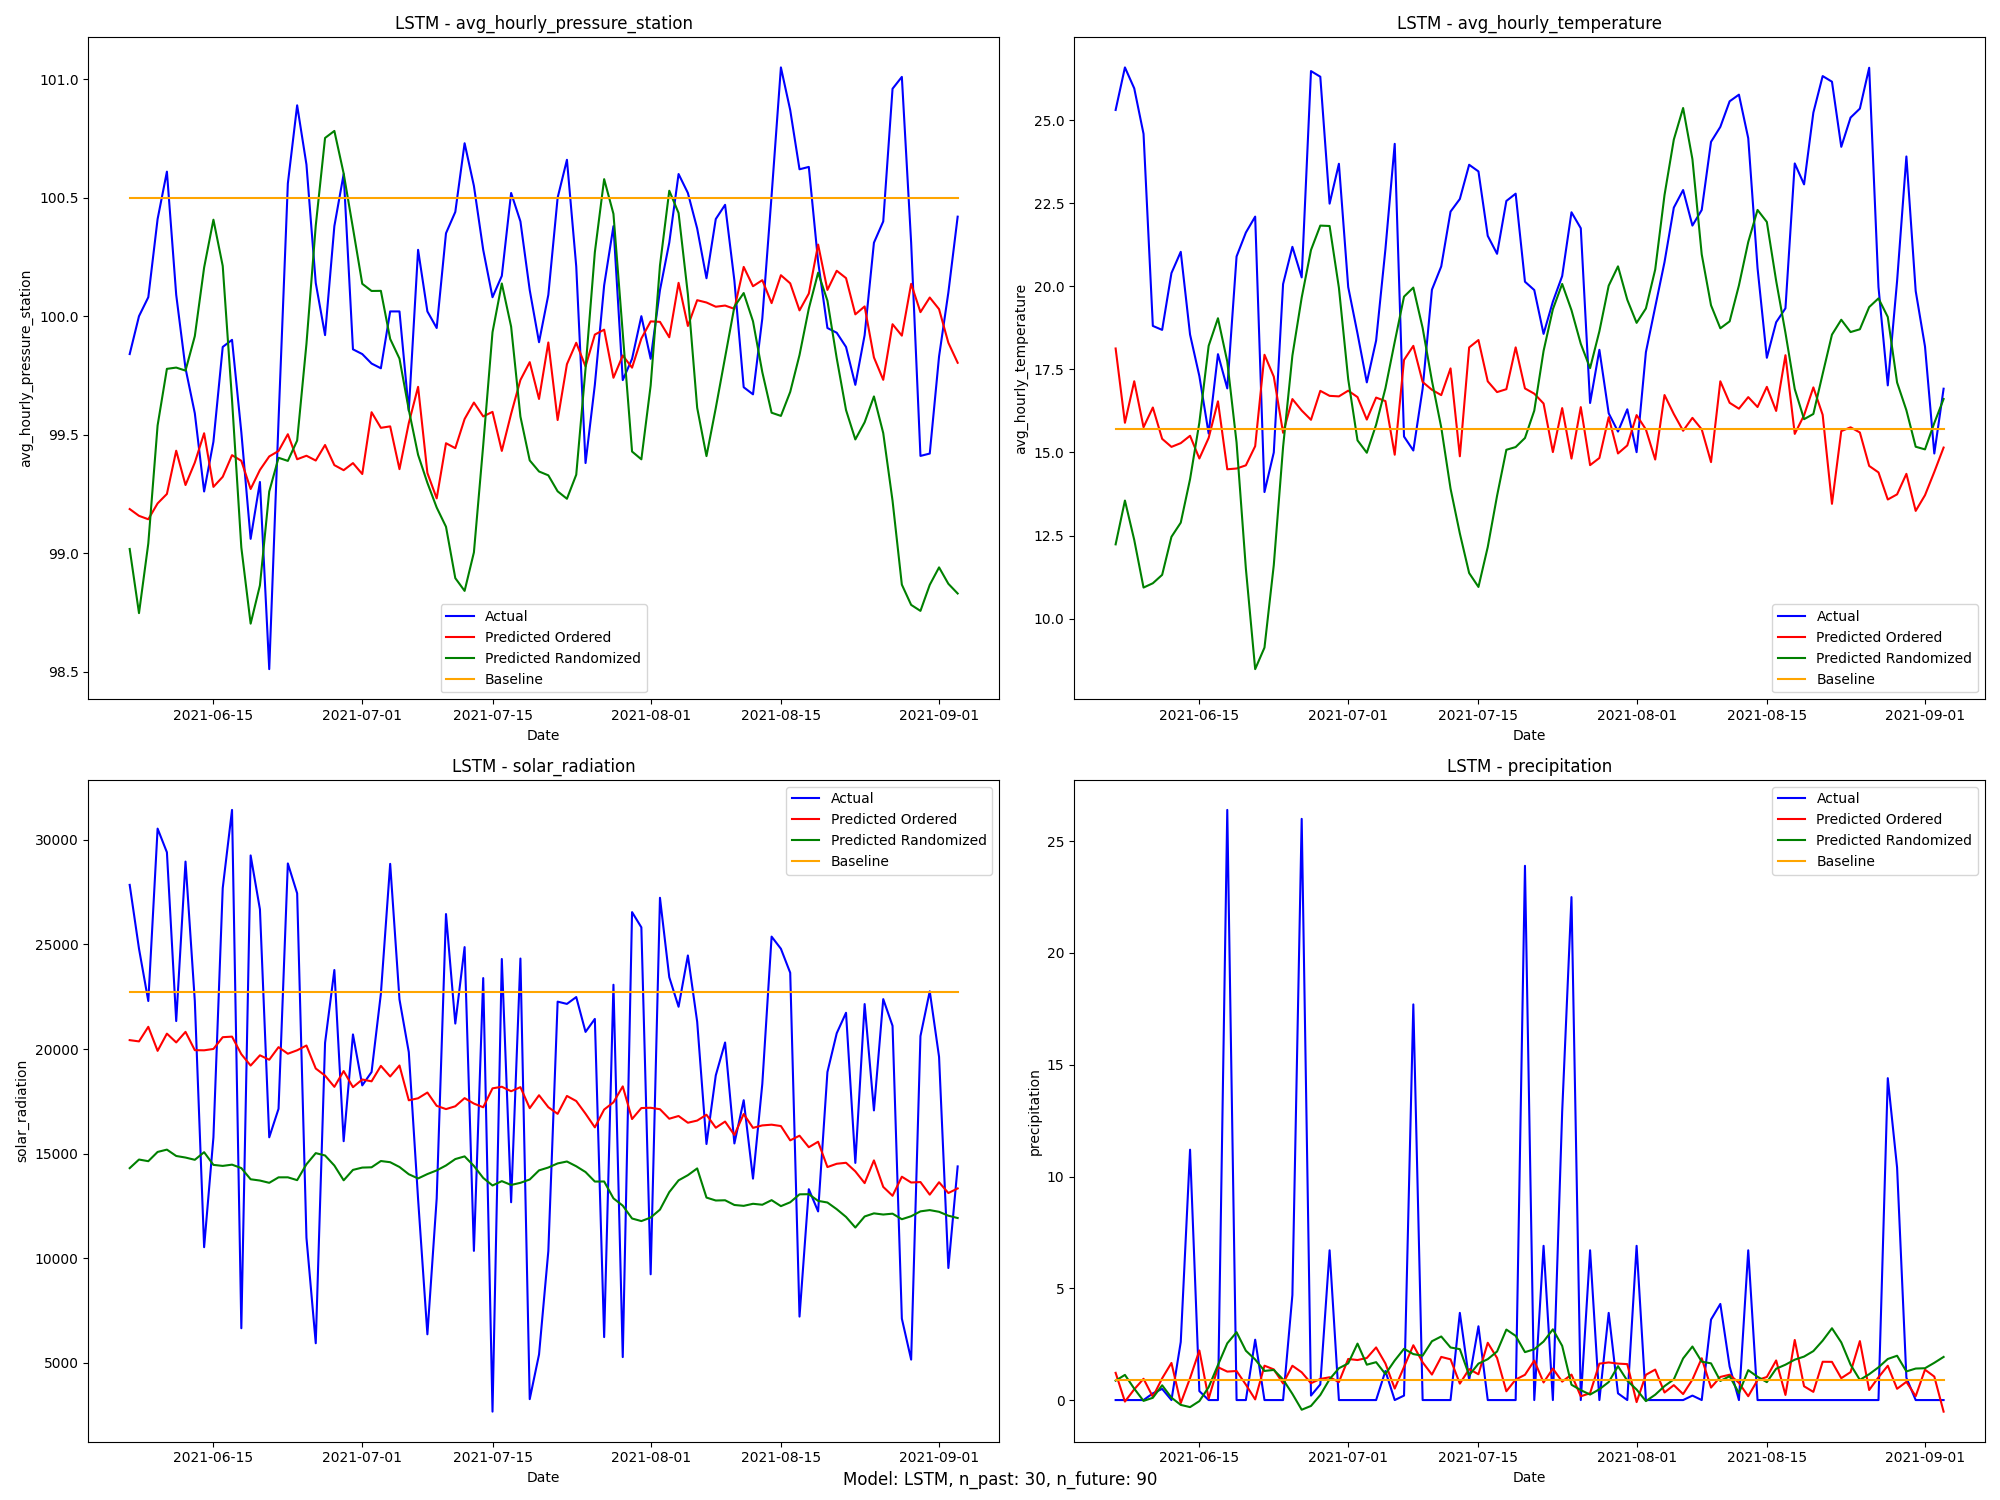 LSTM - avg_hourly_pressure_station
avg_hourly_pressure_station
101.0
100.5
100.0
99.5
99.0
98.5
Actual
Predicted Ordered
Predicted Randomized
Baseline
2021-06-15 2021-07-01 2021-07-15 2021-08-01 2021-08-15 2021-09-01
Date
LSTM - avg_hourly_temperature
avg_hourly_temperature
25.0
22.5
20.0
17.5
15.0
12.5
10.0
Actual
Predicted Ordered
Predicted Randomized
Baseline
2021-06-15 2021-07-01 2021-07-15 2021-08-01 2021-08-15 2021-09-01
Date
LSTM - solar_radiation
solar_radiation
30000
25000
20000
15000
10000
5000
Actual
Predicted Ordered
Predicted Randomized
Baseline
2021-06-15 2021-07-01 2021-07-15 2021-08-01 2021-08-15 2021-09-01
Date
LSTM - precipitation
precipitation
25
20
15
10
5
0
Actual
Predicted Ordered
Predicted Randomized
Baseline
2021-06-15 2021-07-01 2021-07-15 2021-08-01 2021-08-15 2021-09-01
Date
Model: LSTM, n_past: 30, n_future: 90